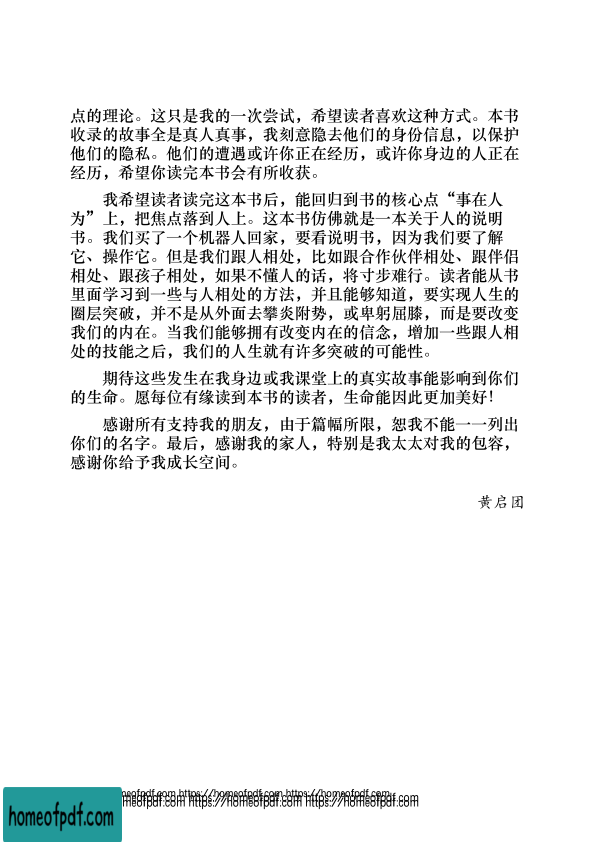 点的理论。这只是我的一次尝试，希望读者喜欢这种方式。本书
收录的故事全是真人真事，我刻意隐去他们的身份信息，以保护
他们的隐私。他们的遭遇或许你正在经历，或许你身边的人正在
经历，希望你读完本书会有所收获。
我希望读者读完这本书后，能回归到书的核心点“事在人
为”上，把焦点落到人上。这本书仿佛就是一本关于人的说明
书。我们买了一个机器人回家，要看说明书，因为我们要了解
它、操作它。但是我们跟人相处，比如跟合作伙伴相处、跟伴侣
相处、跟孩子相处，如果不懂人的话，将寸步难行。读者能从书
里面学习到一些与人相处的方法，并且能够知道，要实现人生的
圈层突破，并不是从外面去攀炎附势，或卑躬屈膝，而是要改变
我们的内在。当我们能够拥有改变内在的信念，增加一些跟人相
处的技能之后，我们的人生就有许多突破的可能性。
期待这些发生在我身边或我课堂上的真实故事能影响到你们
的生命。愿每位有缘读到本书的读者，生命能因此更加美好！
感谢所有支持我的朋友，由于篇幅所限，恕我不能一一列出
你们的名字。最后，感谢我的家人，特别是我太太对我的包容，
感谢你给予我成长空间。
黄启团
homeofpdf.com https://homeofpdf.com https://homeofpdf.com
homeofpdf.com https://homeofpdf.com https://homeofpdf.com
homeofpdf.com